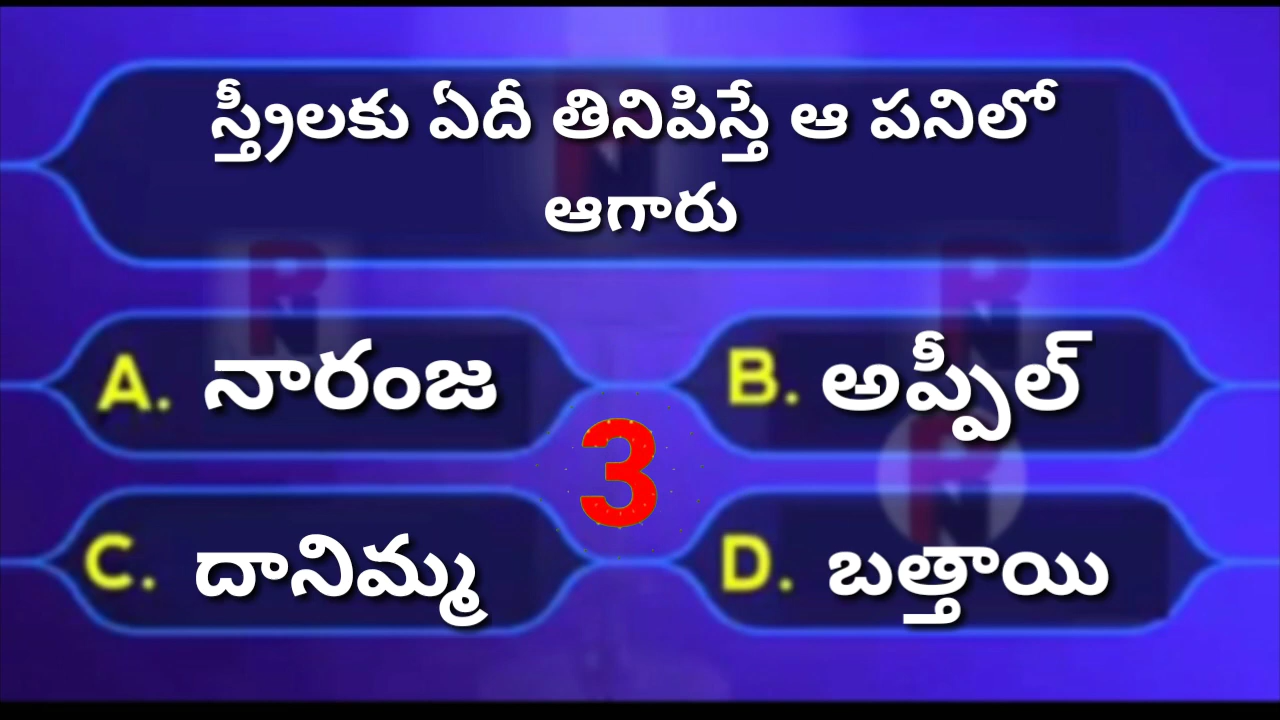 స్త్రీలకు ఏదీ తినిపిస్తే ఆ పనిలో
ఆగారు
A. నారంజ
B. అప్పీల్
3
C. దానిమ్మ
D. బత్తాయి